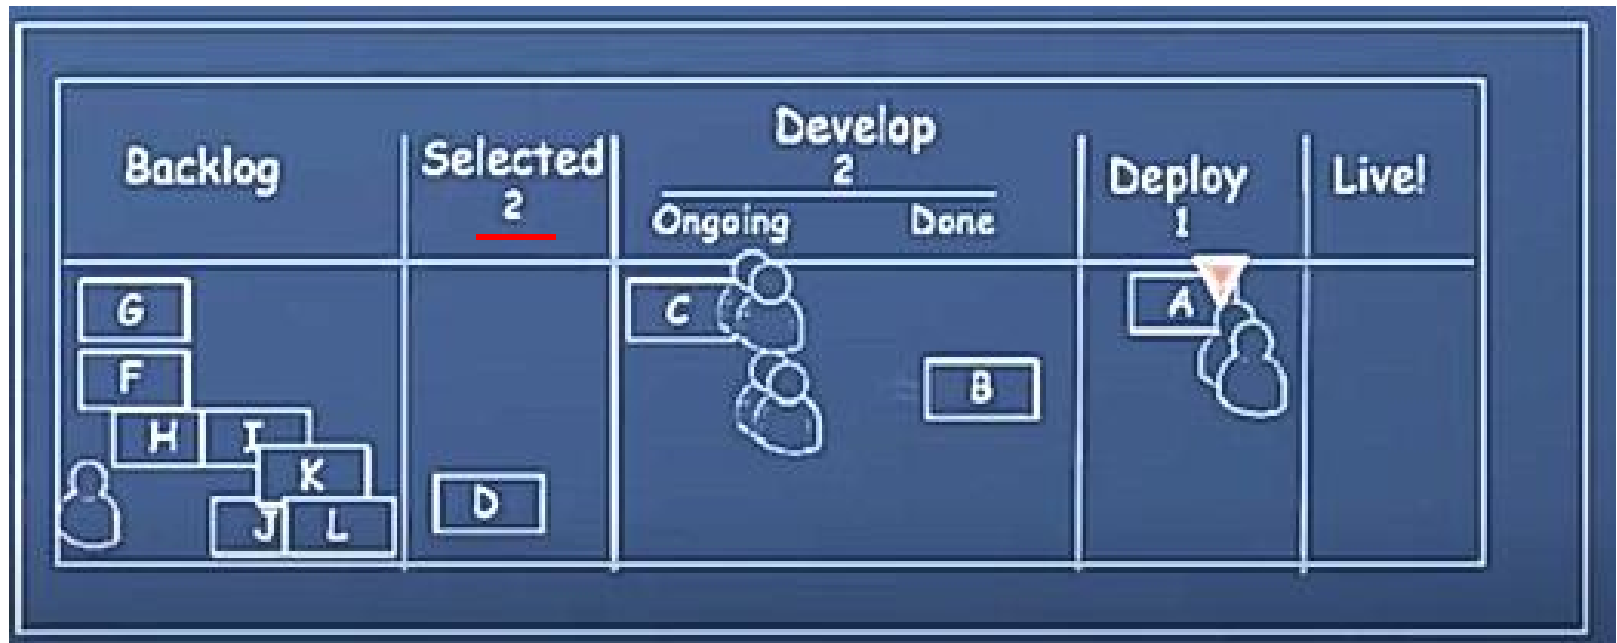 Backlog
Selected
2
Develop
2
Ongoing
Done
Deploy
1
Live!
G
F
H
I
K
J
L
D
C
B
A